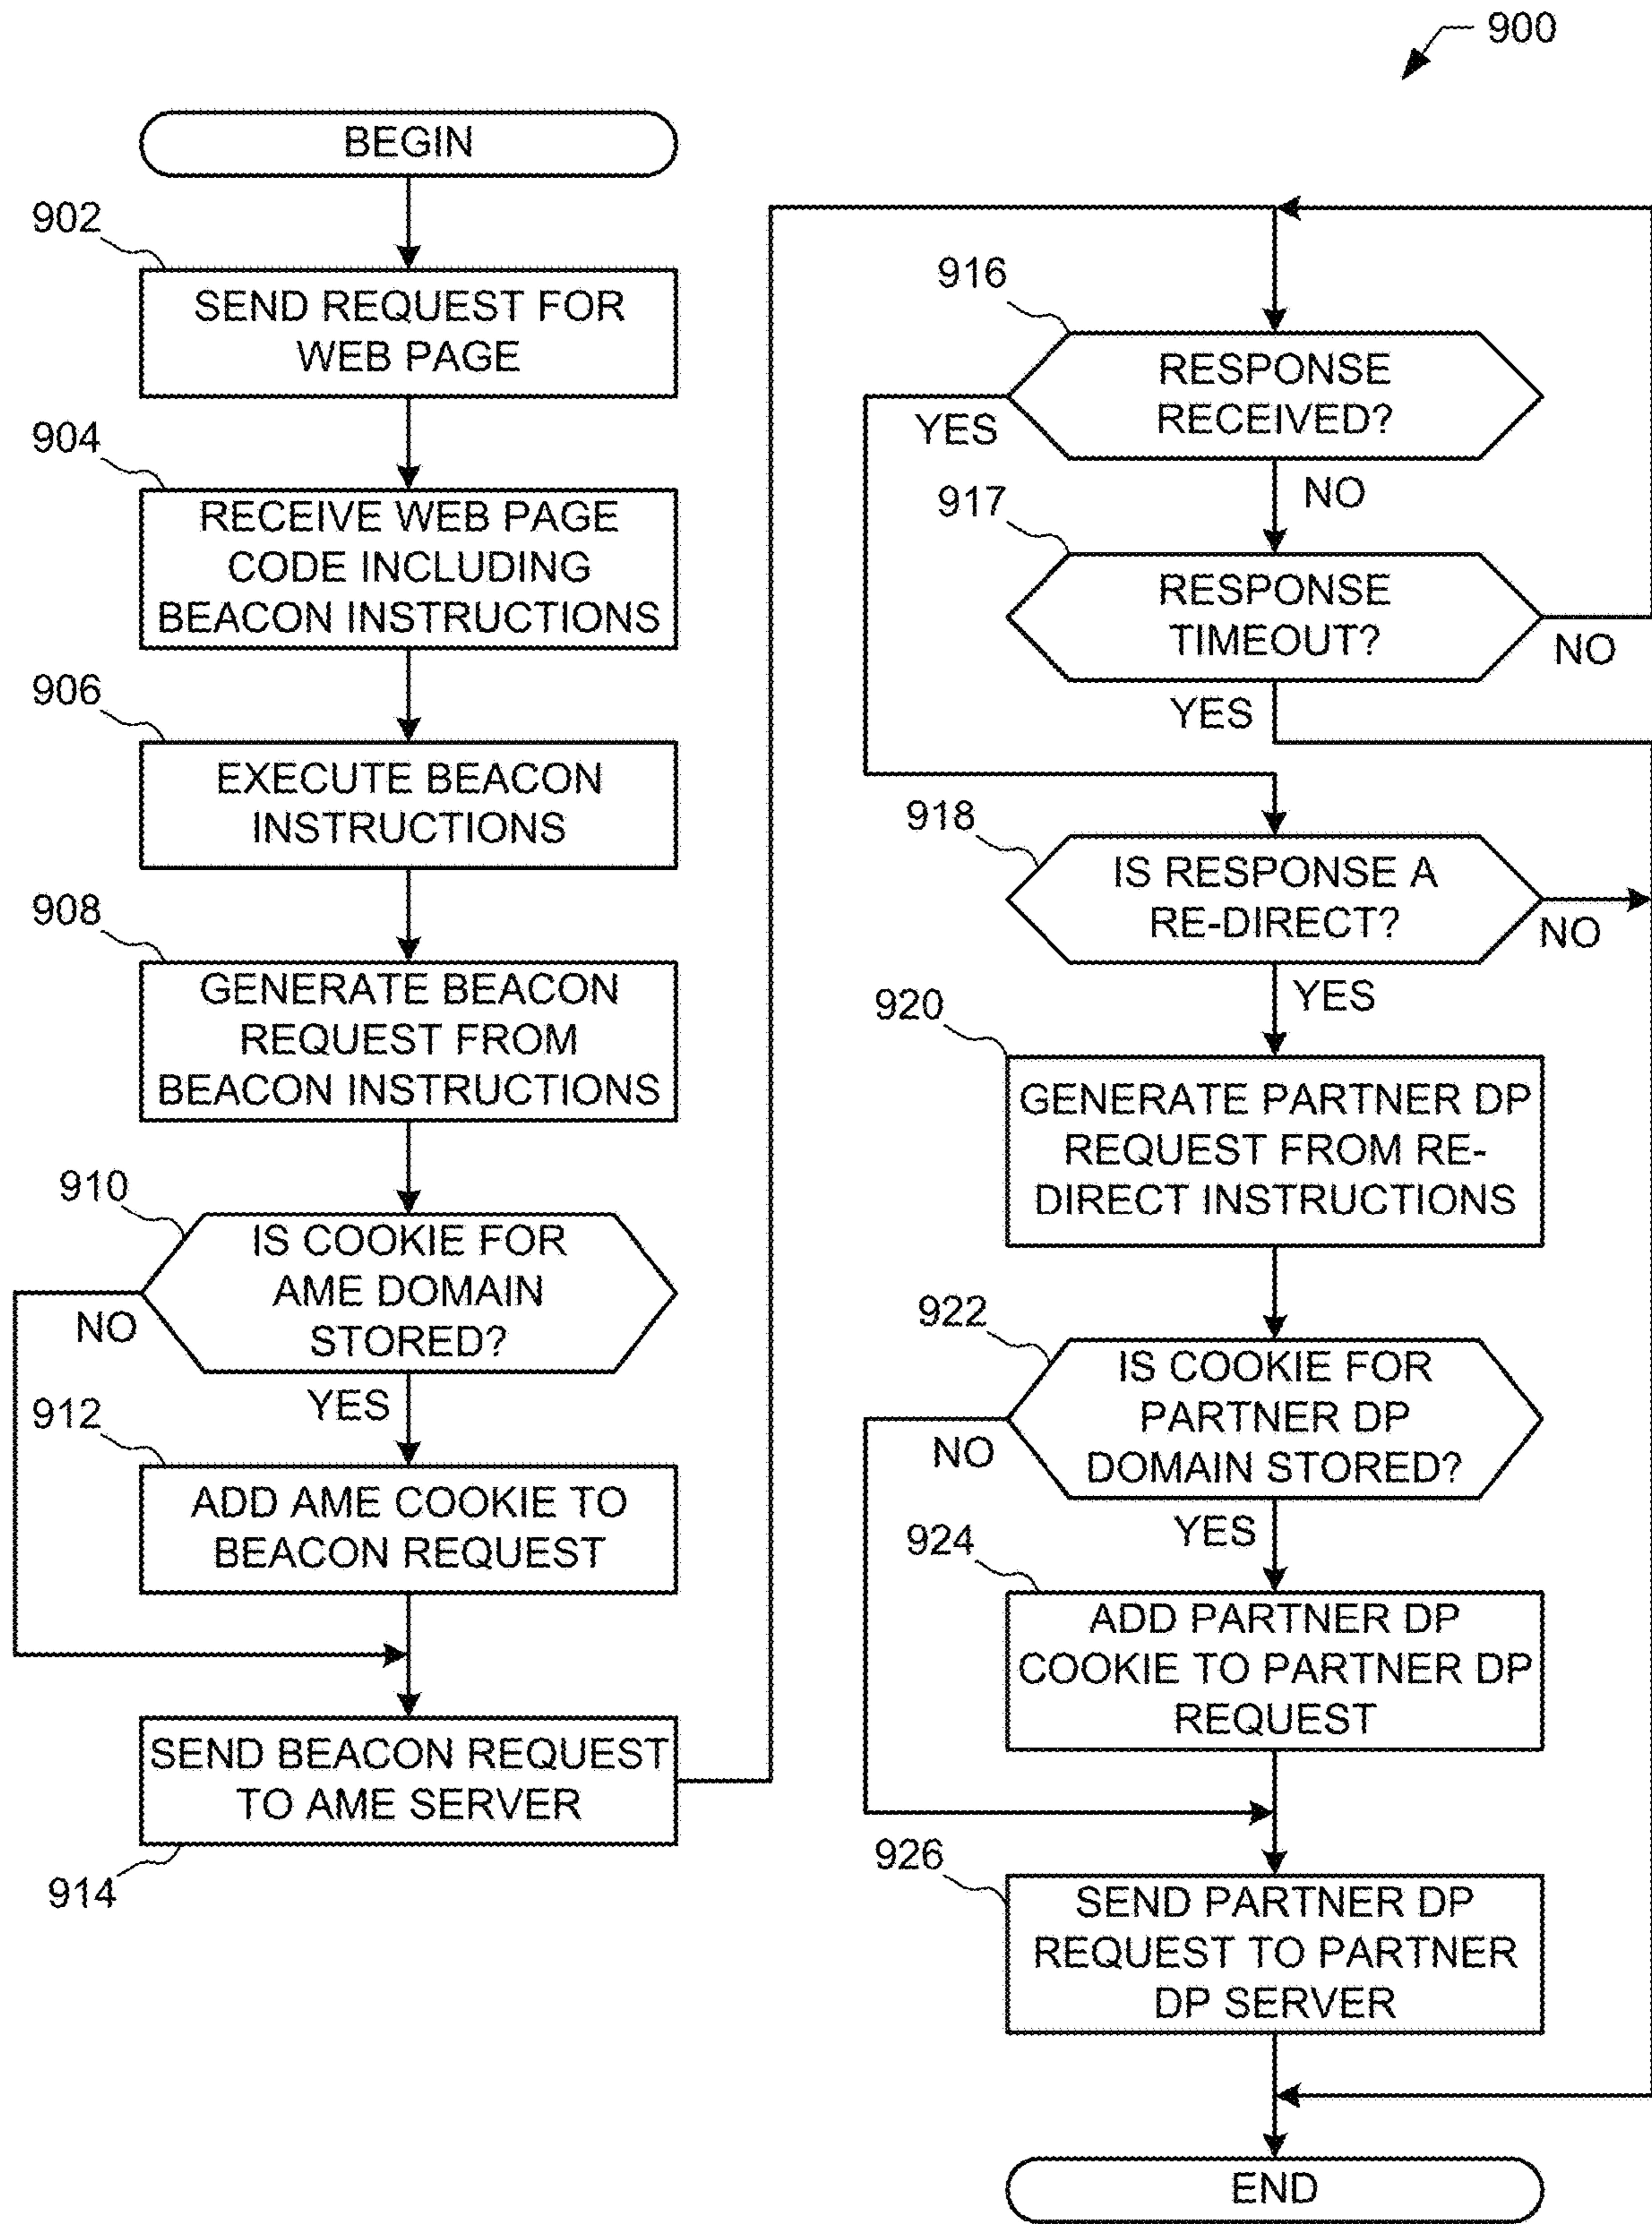 900
BEGIN
902
SEND REQUEST FOR
WEB PAGE
904
RECEIVE WEB PAGE
CODE INCLUDING
BEACON INSTRUCTIONS
906
EXECUTE BEACON
INSTRUCTIONS
908
GENERATE BEACON
REQUEST FROM
BEACON INSTRUCTIONS
910
IS COOKIE FOR
AME DOMAIN
STORED?
NO
YES
912
ADD AME COOKIE TO
BEACON REQUEST
SEND BEACON REQUEST
TO AME SERVER
914
916
RESPONSE
RECEIVED?
YES
NO
917
RESPONSE
TIMEOUT?
NO
YES
918
IS RESPONSE A
RE-DIRECT?
NO
YES
920
GENERATE PARTNER DP
REQUEST FROM RE-
DIRECT INSTRUCTIONS
922
IS COOKIE FOR
PARTNER DP
DOMAIN STORED?
NO
YES
924
ADD PARTNER DP
COOKIE TO PARTNER DP
REQUEST
926
SEND PARTNER DP
REQUEST TO PARTNER
DP SERVER
END